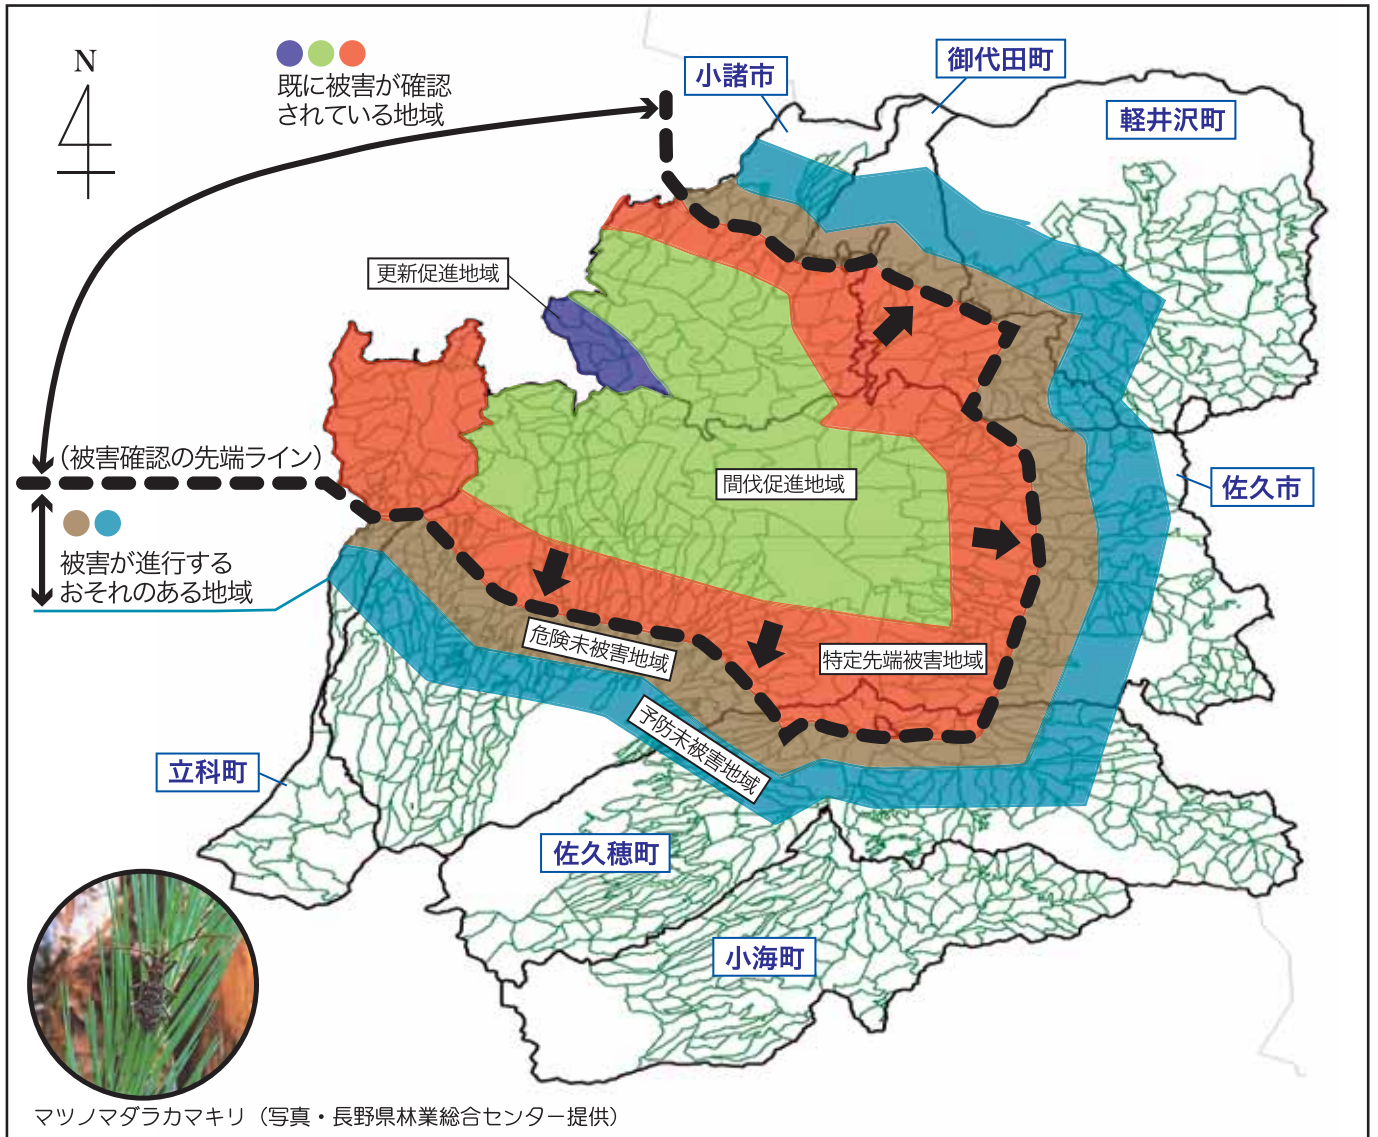 N
既に被害が確認
されている地域
小諸市
御代田町
軽井沢町
更新促進地域
(被害確認の先端ライン)
間伐促進地域
佐久市
被害が進行する
おそれのある地域
危険未被害地域
特定先端被害地域
予防未被害地域
立科町
佐久穂町
小海町
マツノマダラカマキリ（写真・長野県林業総合センター提供）